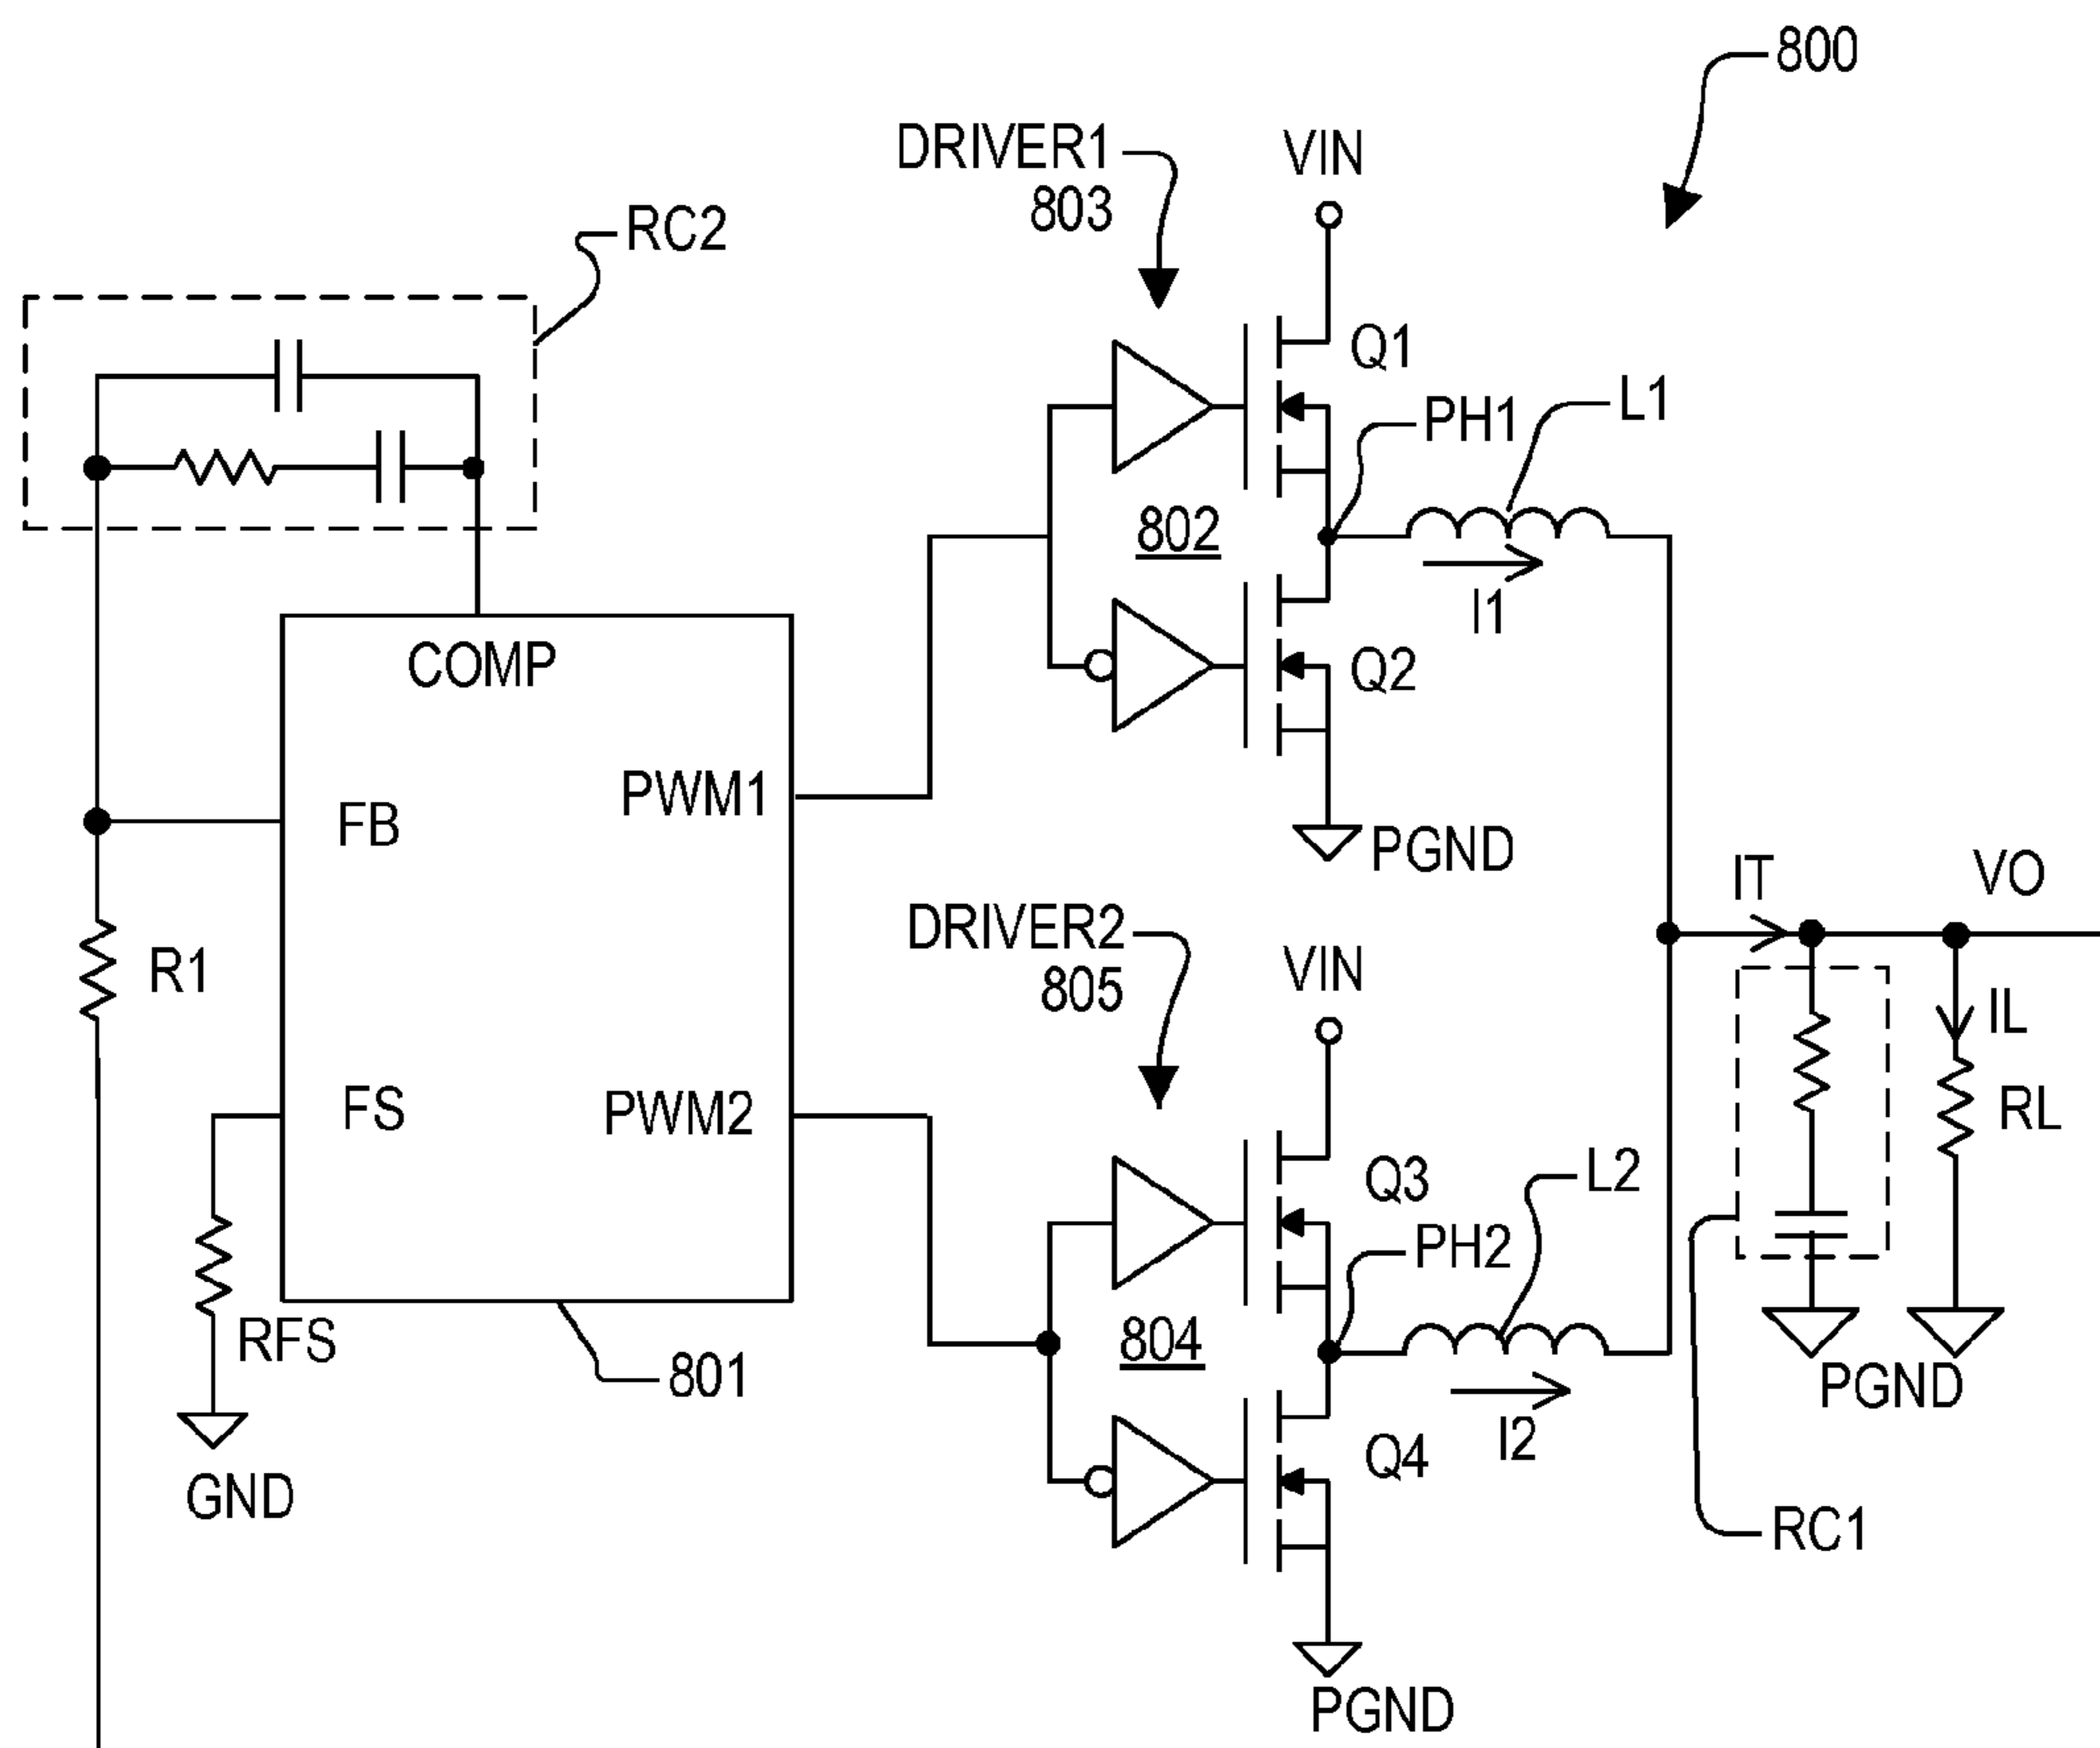 800
DRIVER1
803
VIN
RC2
Q1
L1
PH1
802
I1
COMP
Q2
PWM1
FB
PGND
IT
VO
DRIVER2
805
VIN
R1
IL
FS
PWM2
RL
Q3
L2
PH2
RFS
804
801
PGND
I2
Q4
GND
RC1
PGND